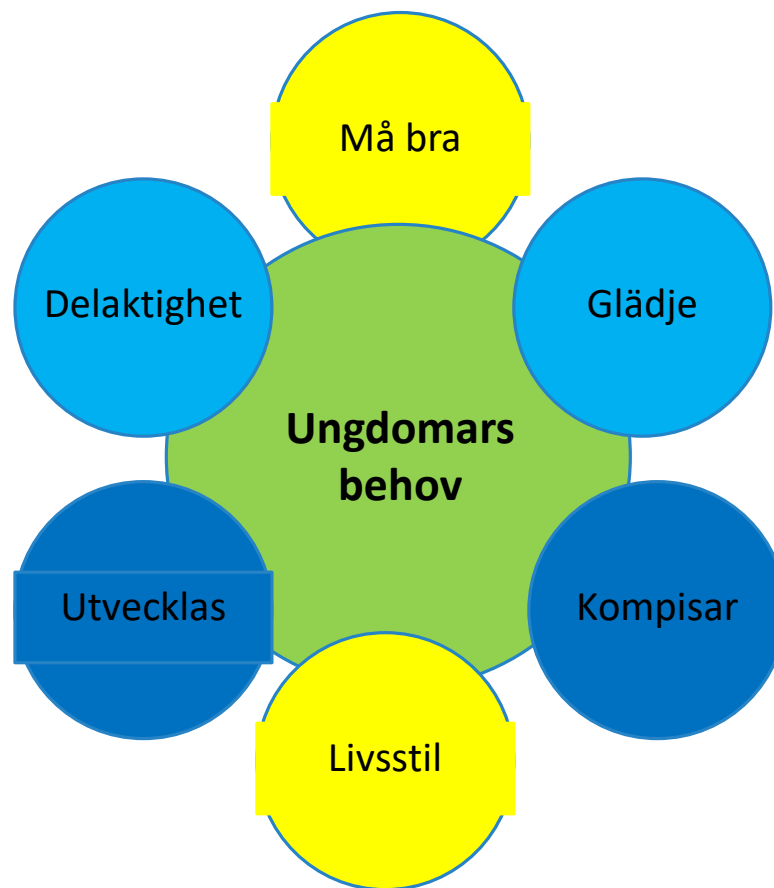 Må bra
Delaktighet
Glädje
Ungdomars
behov
Utvecklas
Kompisar
Livsstil